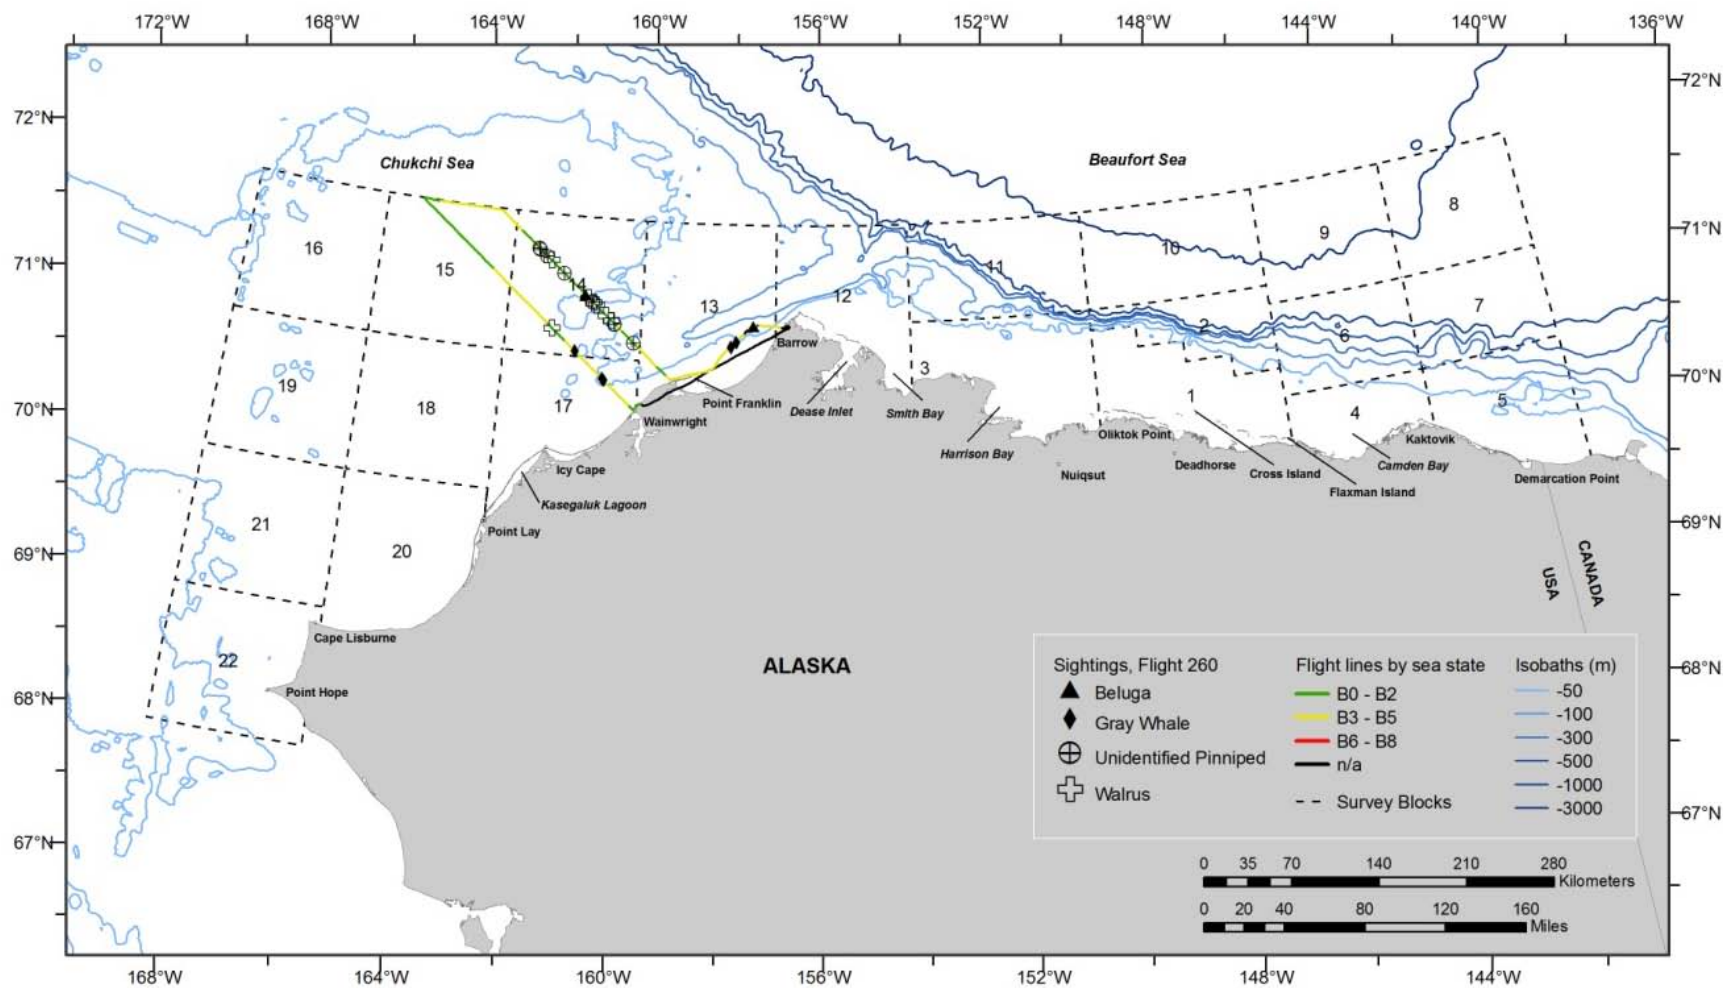 172°W 168°W 164°W 160°W 156°W 152°W 148°W 144°W 140°W 136°W
72°N 72°N
Chukchi Sea Beaufort Sea
8
9
16 10 71°N
71°N 15 11
14 13 12 7
2 6
19 Barrow
3 70°N
70°N 18 17 Point Franklin Dease Inlet Smith Bay 1 4 5
Wainwright Oliktok Point Kaktovik
Harrison Bay
Icy Cape Nuiqsut Deadhorse Cross Island Camden Bay
Kasegaluk Lagoon Flaxman Island Demarcation Point
21 Point Lay 69°N
20
69°N
USA CANADA
Cape Lisburne
22
Point Hope
68°N
ALASKA
68°N
Sightings, Flight 260
Beluga
Gray Whale
Unidentified Pinniped
Walrus
Flight lines by sea state
B0 - B2
B3 - B5
B6 - B8
n/a
Survey Blocks
Isobaths (m)
-50
-100
-300
-500
-1000
-3000
67°N
67°N
0 35 70 140 210 280
Kilometers
0 20 40 80 120 160
Miles
168°W 164°W 160°W 156°W 152°W 148°W 144°W